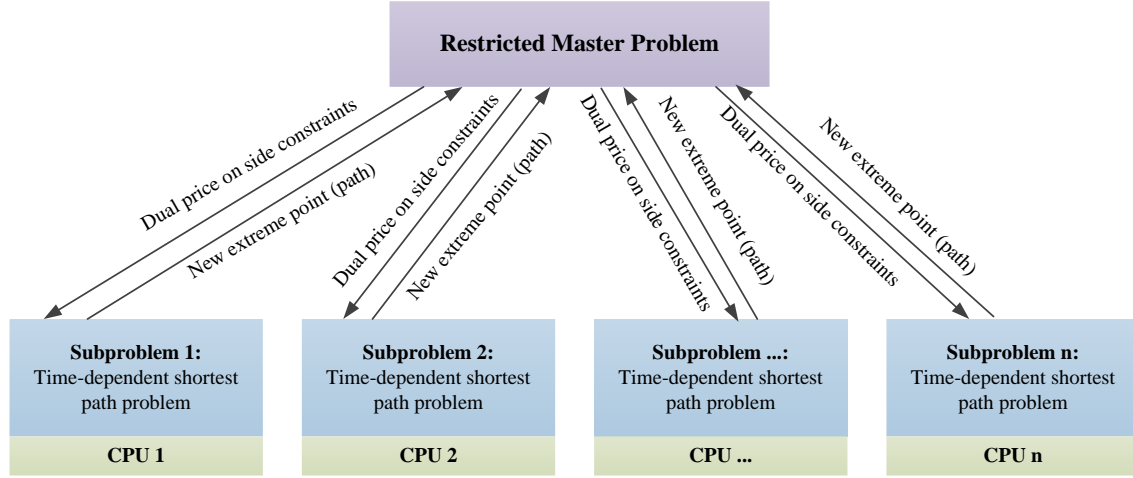 Restricted Master Problem
Dual price on side constraints
New extreme point (path)
Dual price on side constraints
New extreme point (path)
Dual price on side constraints
New extreme point (path)
Dual price on side constraints
New extreme point (path)
Subproblem 1:
Time-dependent shortest
path problem
CPU 1
Subproblem 2:
Time-dependent shortest
path problem
CPU 2
Subproblem ...:
Time-dependent shortest
path problem
CPU ...
Subproblem n:
Time-dependent shortest
path problem
CPU n